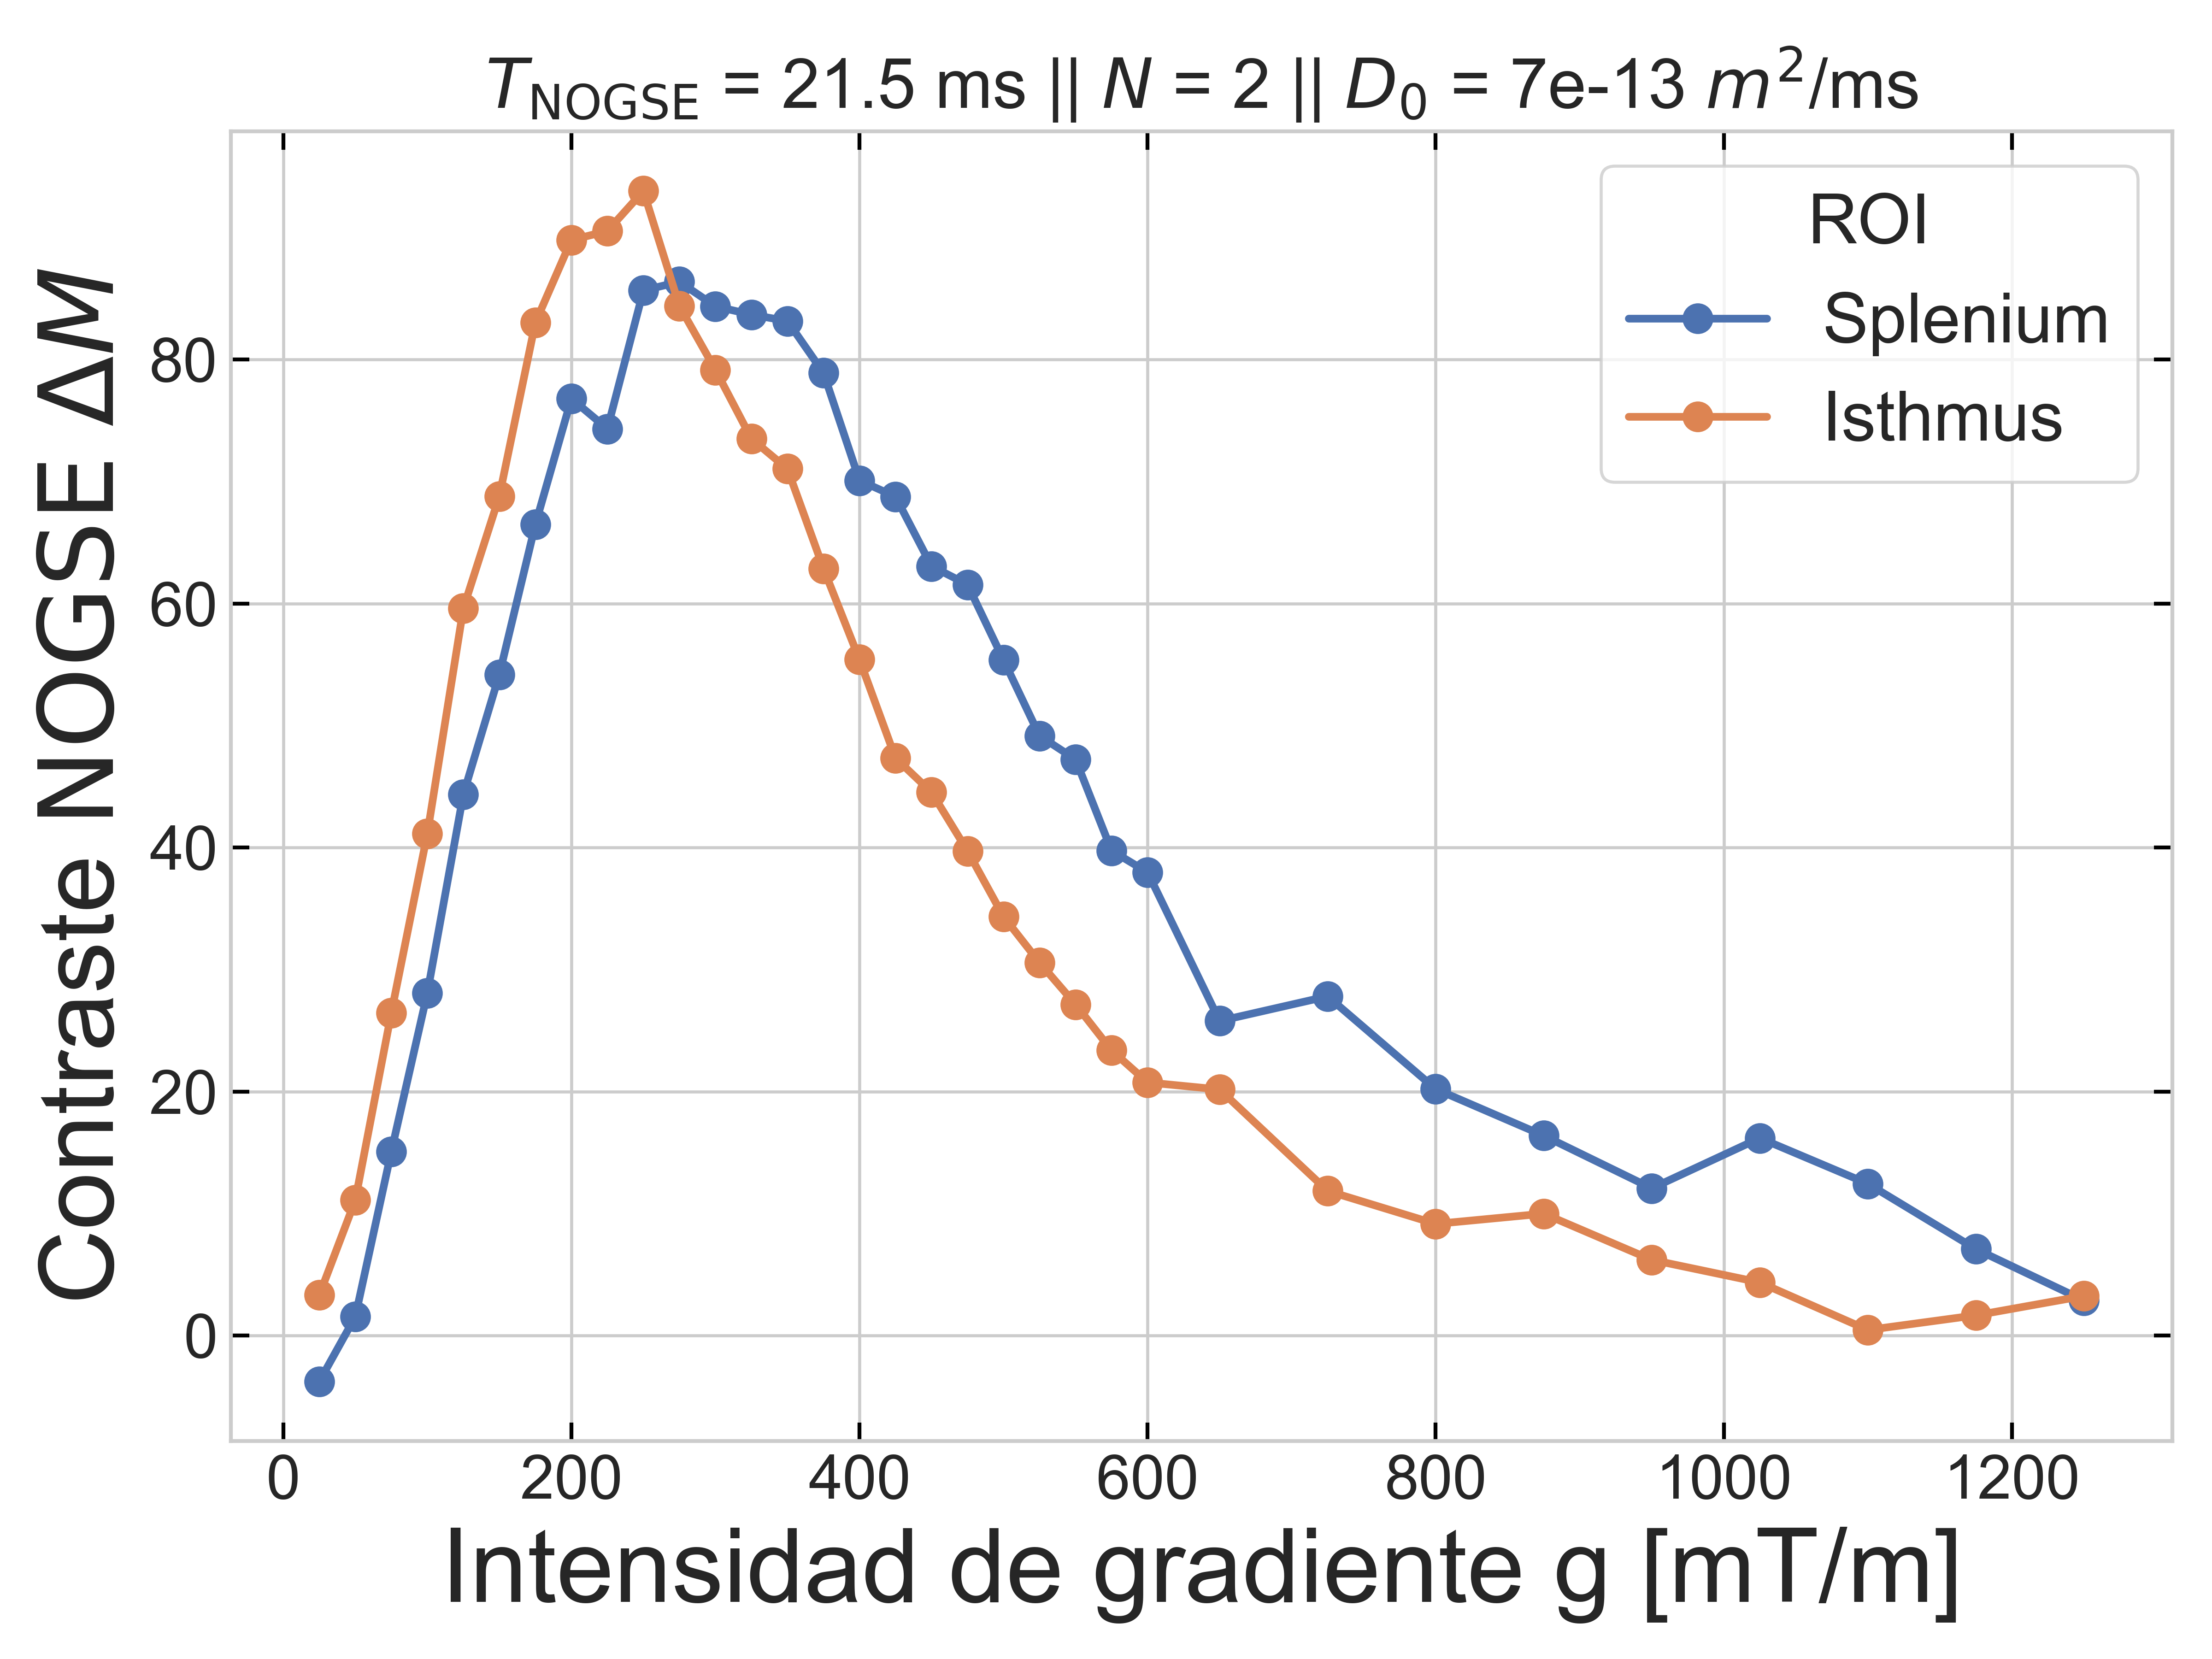 T_NOGSE = 21.5 ms || N = 2 || D_0 = 7e-13 m^2/ms
Contraste NOGSE ΔM
80
60
40
20
0
ROI
Splenium
Isthmus
0 200 400 600 800 1000 1200
Intensidad de gradiente g [mT/m]